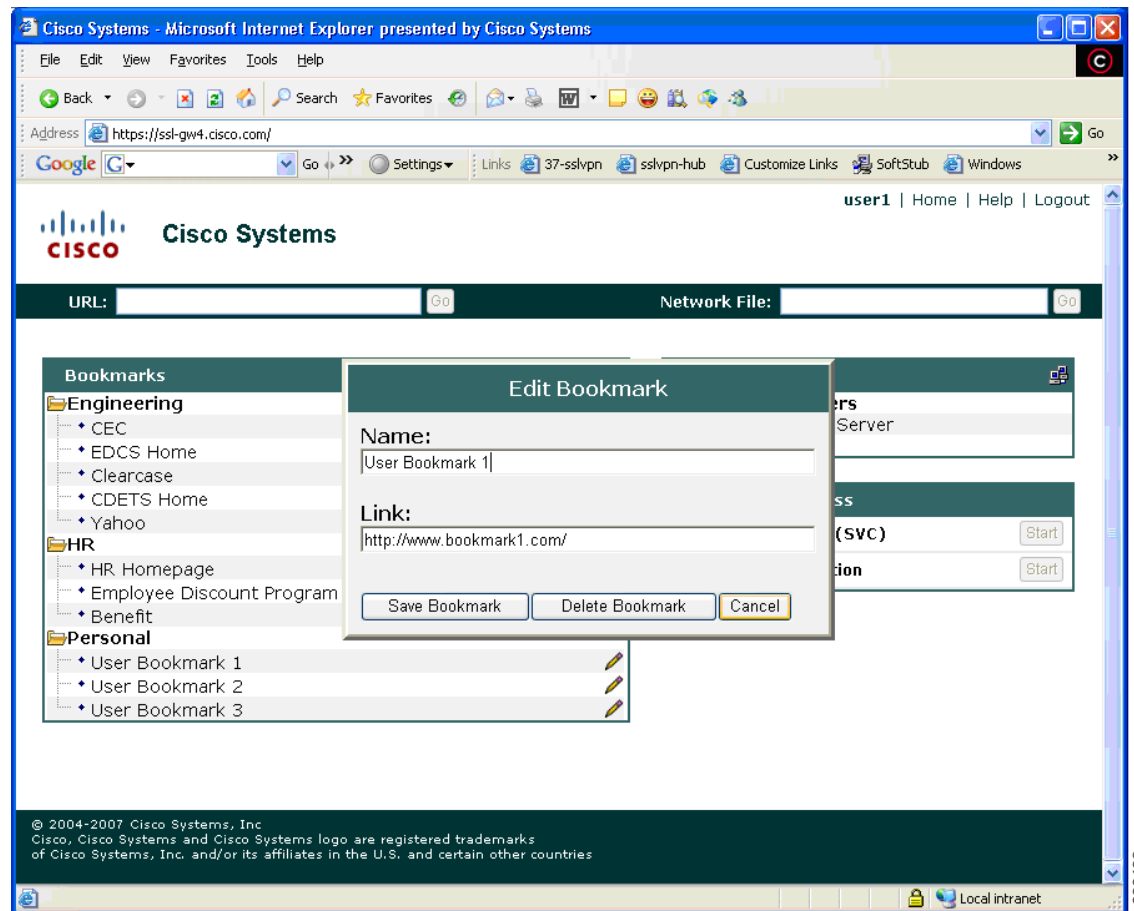 Cisco Systems - Microsoft Internet Explorer presented by Cisco Systems
File Edit View Favorites Tools Help
C
Back Search Favorites
Address https://ssl-gw4.cisco.com/ Go
Google G Go » Settings Links 37-sslvpn sslvpn-hub Customize Links SoftStub Windows »
user1 | Home | Help | Logout
CISCO Cisco Systems
URL: Go Network File: Go
Bookmarks
Engineering
CEC
EDCS Home
Clearcase
CDETS Home
Yahoo
HR
HR Homepage
Employee Discount Program
Benefit
Personal
User Bookmark 1
User Bookmark 2
User Bookmark 3
Edit Bookmark
Name:
User Bookmark 1
Link:
http://www.bookmark1.com/
Save Bookmark Delete Bookmark Cancel
Server
(SVC) Start
Start
© 2004-2007 Cisco Systems, Inc
Cisco, Cisco Systems and Cisco Systems logo are registered trademarks
of Cisco Systems, Inc. and/or its affiliates in the U.S. and certain other countries
Local intranet